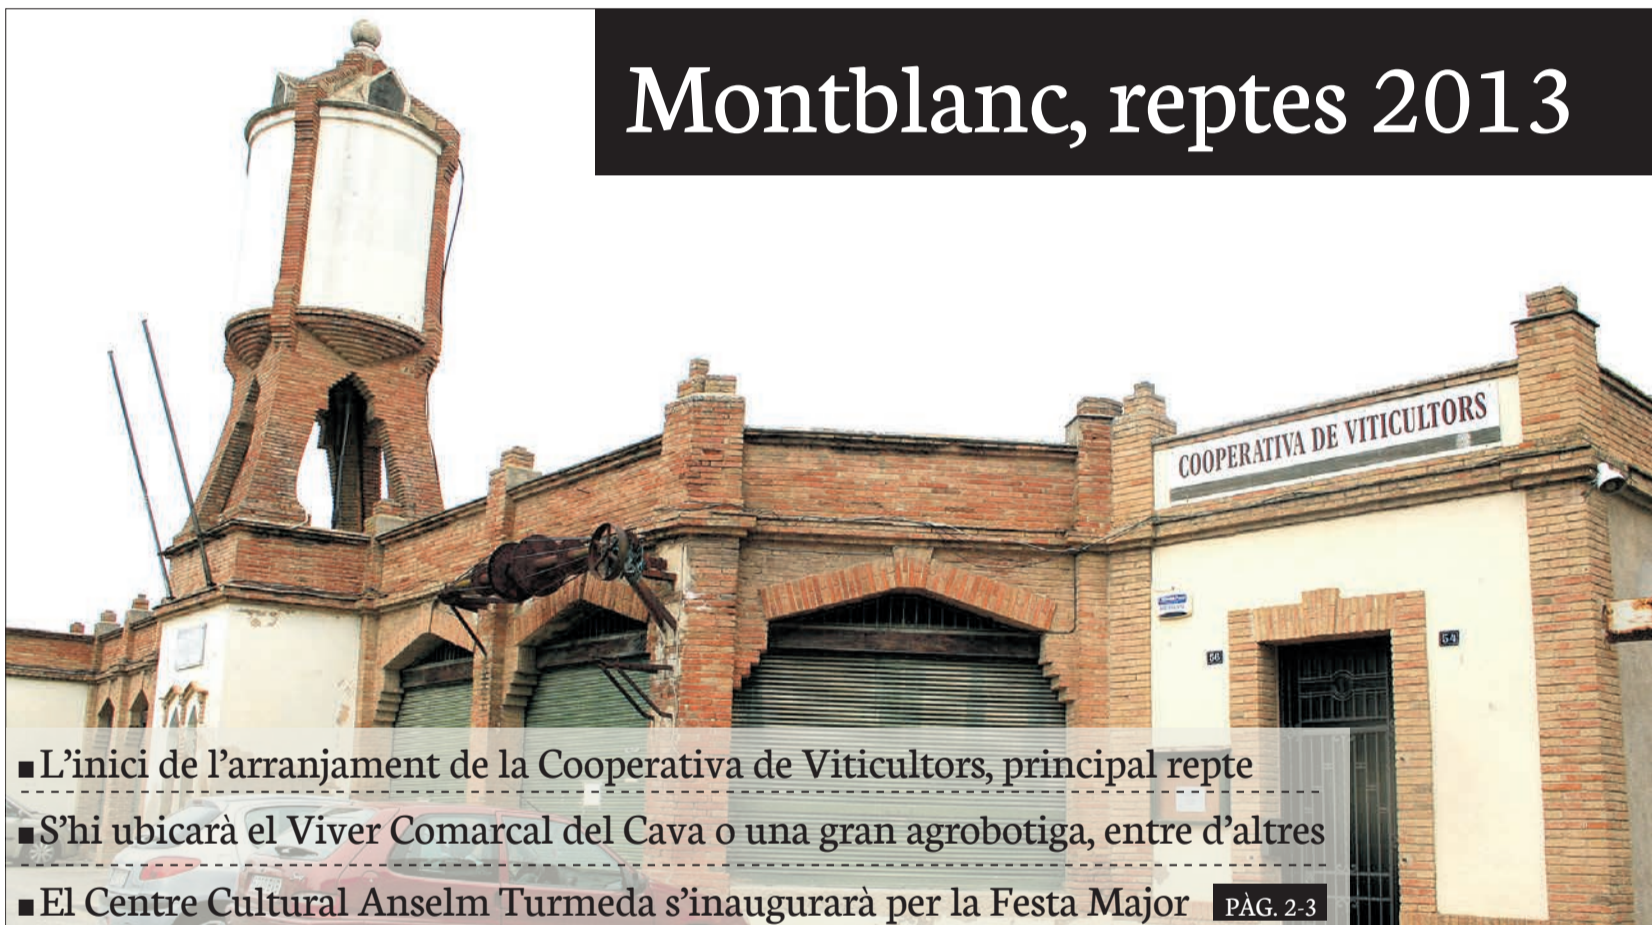 Montblanc, reptes 2013
COOPERATIVA DE VITICULTORS
56
54
■ L’inici de l’arranjament de la Cooperativa de Viticultors, principal repte
■ S’hi ubicarà el Viver Comarcal del Cava o una gran agrobotiga, entre d’altres
■ El Centre Cultural Anselm Turmeda s’inaugurarà per la Festa Major PÀG. 2-3